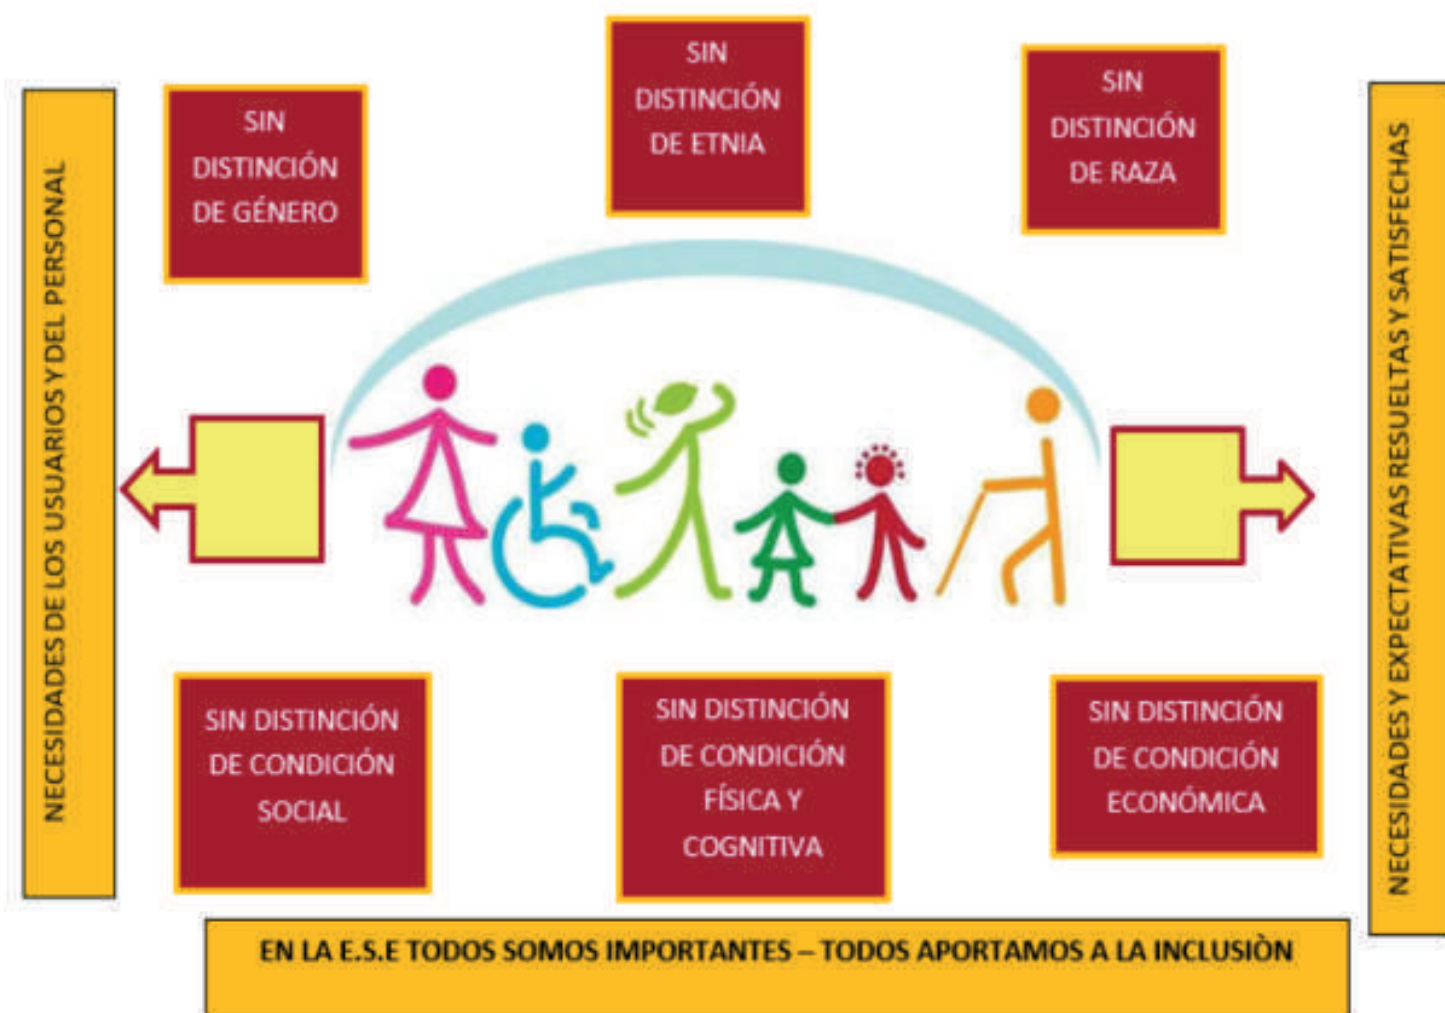 SIN
DISTINCIÓN
DE ETNIA
SIN
DISTINCIÓN
DE RAZA
SIN
DISTINCIÓN
DE GÉNERO
NECESIDADES DE LOS USUARIOS Y DEL PERSONAL
NECESIDADES Y EXPECTATIVAS RESUELTAS Y SATISFECHAS
SIN DISTINCIÓN
DE CONDICIÓN
SOCIAL
SIN DISTINCIÓN
DE CONDICIÓN
FÍSICA Y
COGNITIVA
SIN DISTINCIÓN
DE CONDICIÓN
ECONÓMICA
EN LA E.S.E TODOS SOMOS IMPORTANTES – TODOS APORTAMOS A LA INCLUSIÒN